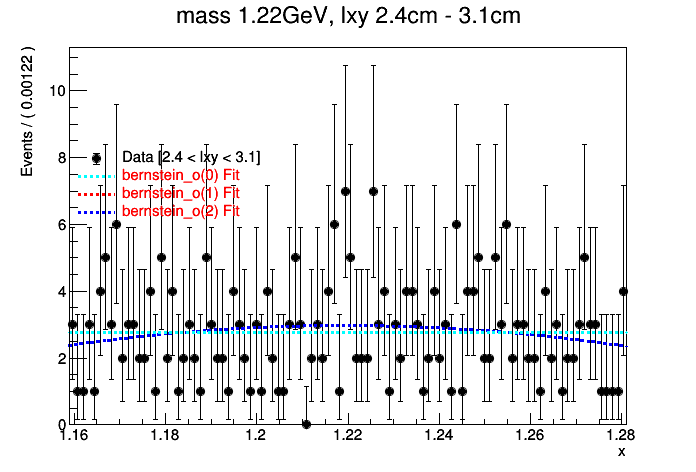 mass 1.22GeV, lxy 2.4cm - 3.1cm
Events / ( 0.00122 )
10
8
6
4
2
0
Data [2.4 < lxy < 3.1]
bernstein_o(0) Fit
bernstein_o(1) Fit
bernstein_o(2) Fit
1.16 1.18 1.2 1.22 1.24 1.26 1.28
x